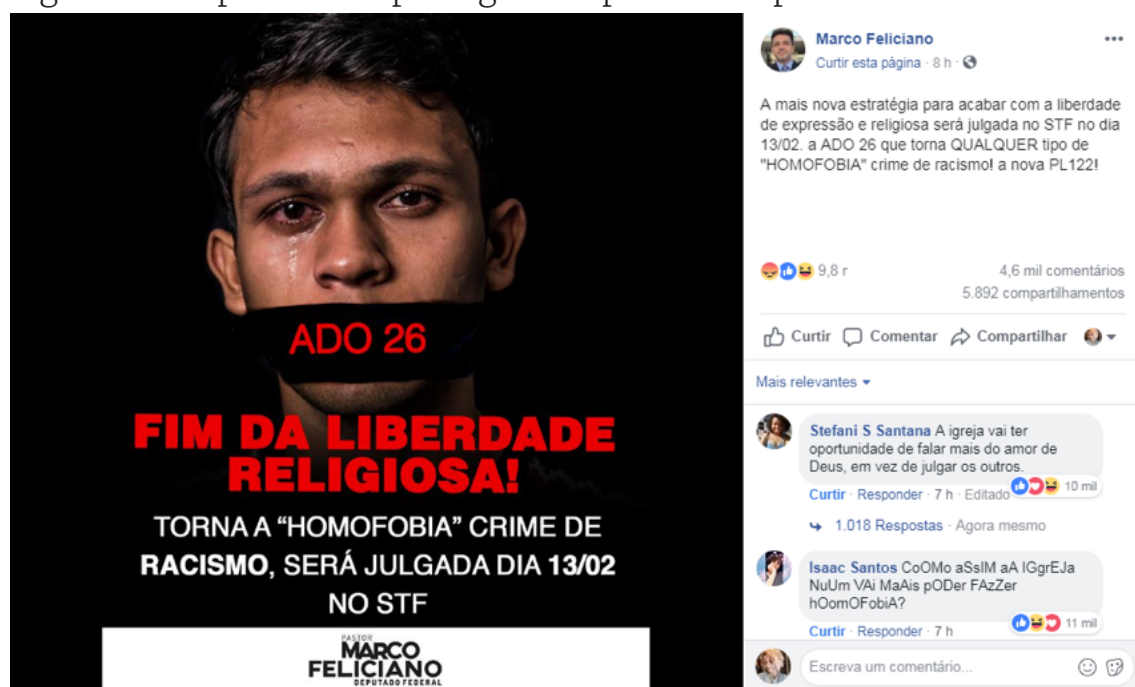 ADO 26
FIM DA LIBERDADE
RELIGIOSA!
TORNA A "HOMOFOBIA" CRIME DE
RACISMO, SERÁ JULGADA DIA 13/02
NO STF
PASTOR
MARCO
FELICIANO
DEPUTADO FEDERAL
Marco Feliciano
Curtir esta página · 8 h ·
A mais nova estratégia para acabar com a liberdade
de expressão e religiosa será julgada no STF no dia
13/02. a ADO 26 que torna QUALQUER tipo de
"HOMOFOBIA" crime de racismo! a nova PL122!
9,8 r
4,6 mil comentários
5.892 compartilhamentos
Curtir Comentar Compartilhar
Mais relevantes
Stefani S Santana A igreja vai ter
oportunidade de falar mais do amor de
Deus, em vez de julgar os outros.
Curtir · Responder · 7 h · Editado 10 mil
1.018 Respostas · Agora mesmo
Isaac Santos CoOMo aSsIM aA IGgrEJa
NuUm VAi MaAis pODer FAzZer
hOomOFobiA?
Curtir · Responder · 7 h 11 mil
Escreva um comentário...